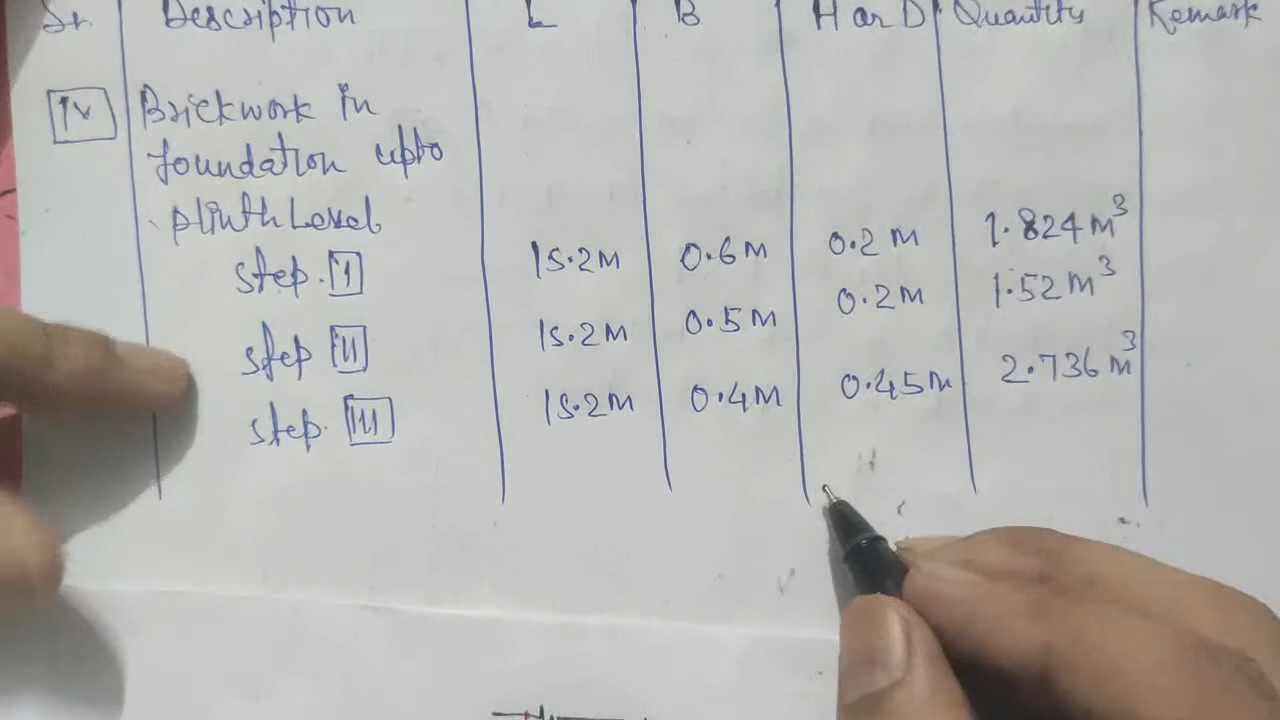 Sr. Description L B H or D Quantity Remark
IV Brickwork in
foundation upto
plinth Level
step. I 15.2M 0.6M 0.2M 1.824M³
step II 15.2M 0.5M 0.2M 1.52M³
step. III 15.2M 0.4M 0.45M 2.736M³